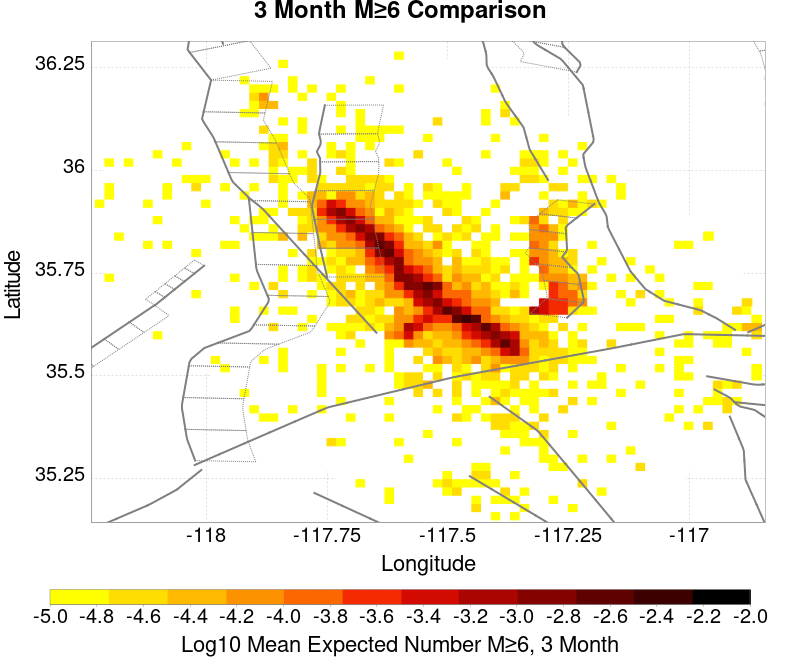 3 Month M≥6 Comparison
36.25
36
35.75
35.5
35.25
Latitude
-118
-117.75
-117.5
-117.25
-117
Longitude
-5.0 -4.8 -4.6 -4.4 -4.2 -4.0 -3.8 -3.6 -3.4 -3.2 -3.0 -2.8 -2.6 -2.4 -2.2 -2.0
Log10 Mean Expected Number M≥6, 3 Month